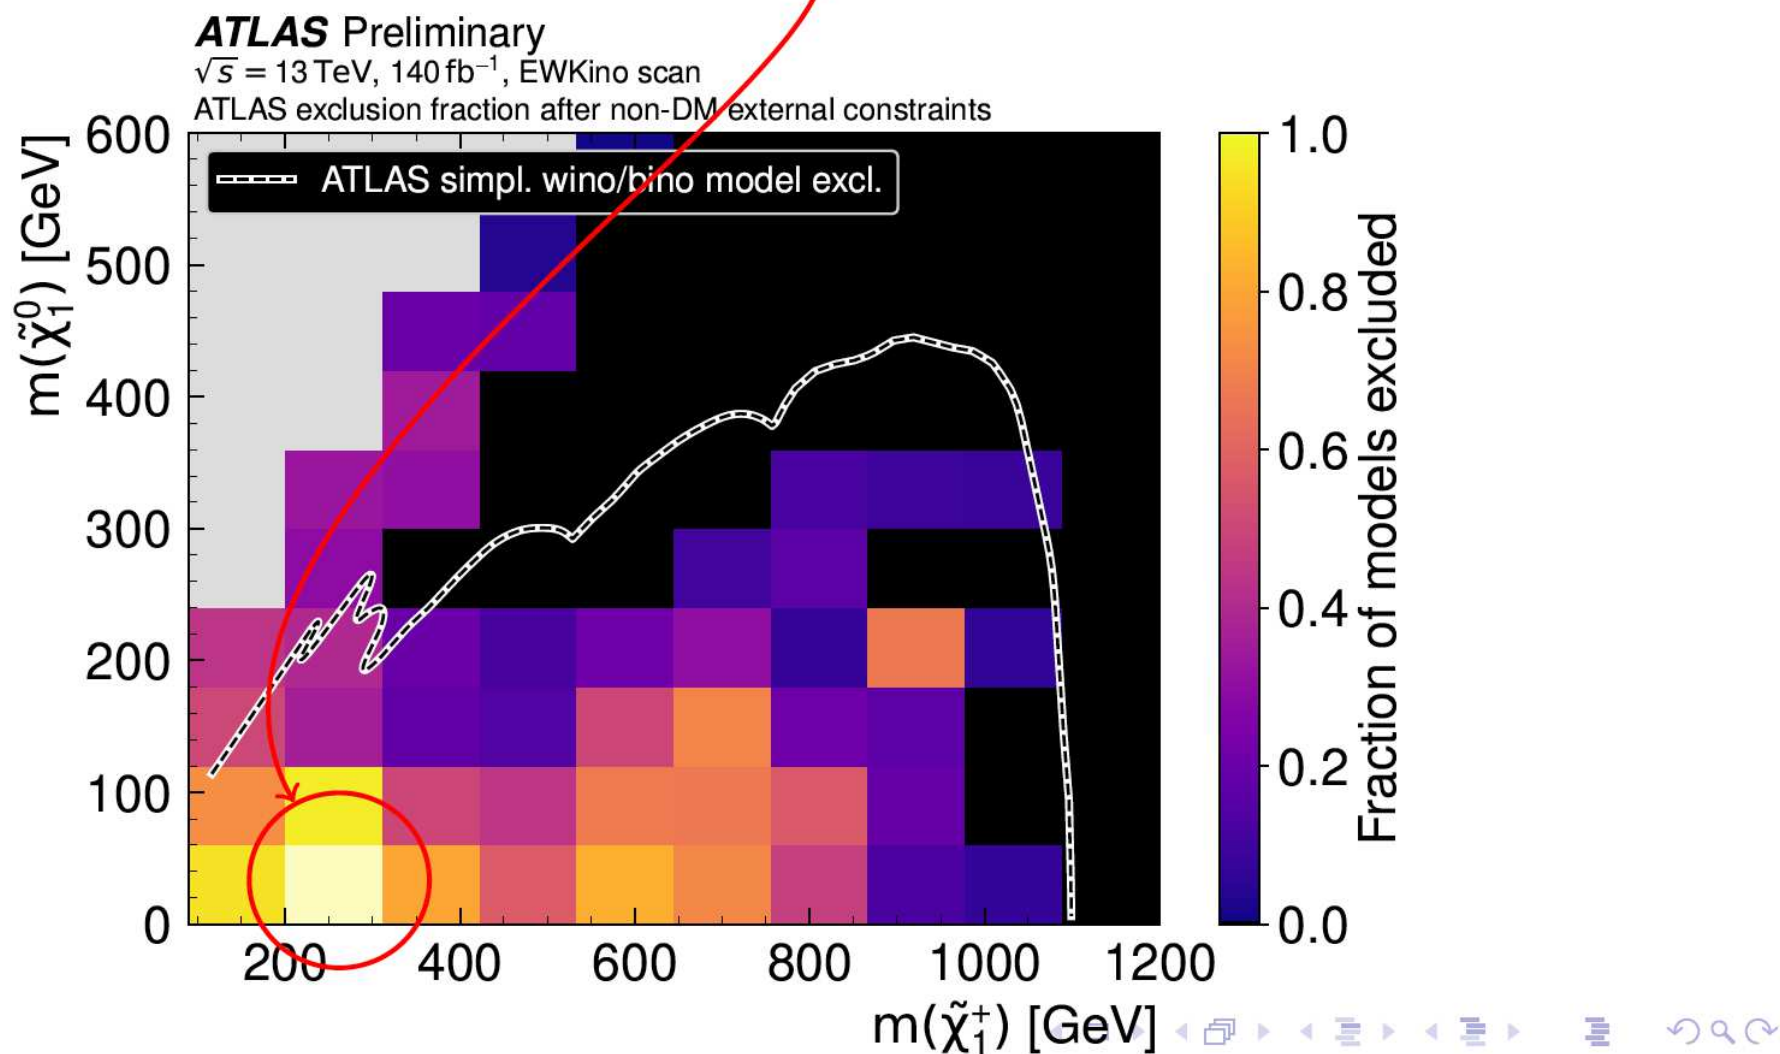 ATLAS Preliminary
√s = 13 TeV, 140 fb⁻¹, EWKino scan
ATLAS exclusion fraction after non-DM external constraints
ATLAS simpl. wino/bino model excl.
m(χ̃₁⁰) [GeV]
600
500
400
300
200
100
0
200 400 600 800 1000 1200
m(χ̃₁⁺) [GeV]
1.0
0.8
0.6
0.4
0.2
0.0
Fraction of models excluded